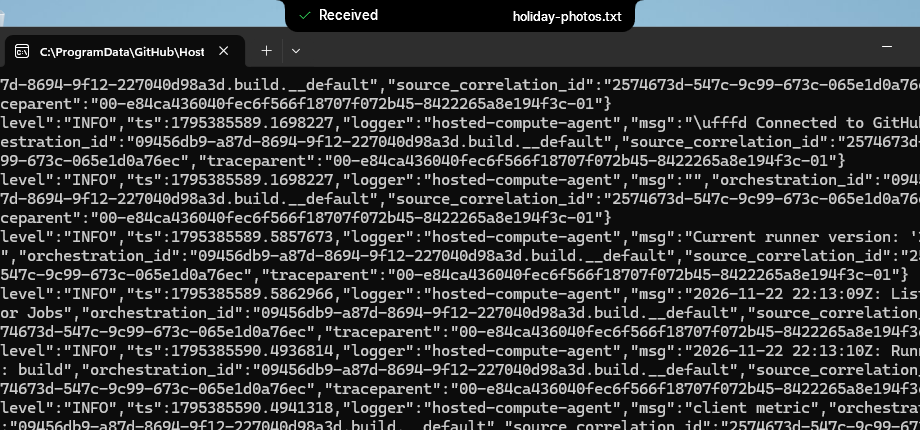 Received holiday-photos.txt
C:\ProgramData\GitHub\Host
7d-8694-9f12-227040d98a3d.build.__default","source_correlation_id":"2574673d-547c-9c99-673c-065e1d0a76e
ceparent":"00-e84ca436040fec6f566f18707f072b45-8422265a8e194f3c-01"}
level":"INFO","ts":1795385589.1698227,"logger":"hosted-compute-agent","msg":"\ufffd Connected to GitHu
estration_id":"09456db9-a87d-8694-9f12-227040d98a3d.build.__default","source_correlation_id":"2574673d-
99-673c-065e1d0a76ec","traceparent":"00-e84ca436040fec6f566f18707f072b45-8422265a8e194f3c-01"}
level":"INFO","ts":1795385589.1698227,"logger":"hosted-compute-agent","msg":"","orchestration_id":"0945
7d-8694-9f12-227040d98a3d.build.__default","source_correlation_id":"2574673d-547c-9c99-673c-065e1d0a76e
ceparent":"00-e84ca436040fec6f566f18707f072b45-8422265a8e194f3c-01"}
level":"INFO","ts":1795385589.5857673,"logger":"hosted-compute-agent","msg":"Current runner version: '
","orchestration_id":"09456db9-a87d-8694-9f12-227040d98a3d.build.__default","source_correlation_id":"25
547c-9c99-673c-065e1d0a76ec","traceparent":"00-e84ca436040fec6f566f18707f072b45-8422265a8e194f3c-01"}
level":"INFO","ts":1795385589.5862966,"logger":"hosted-compute-agent","msg":"2026-11-22 22:13:09Z: Lis
or Jobs","orchestration_id":"09456db9-a87d-8694-9f12-227040d98a3d.build.__default","source_correlation_
74673d-547c-9c99-673c-065e1d0a76ec","traceparent":"00-e84ca436040fec6f566f18707f072b45-8422265a8e194f3
level":"INFO","ts":1795385590.4936814,"logger":"hosted-compute-agent","msg":"2026-11-22 22:13:10Z: Run
: build","orchestration_id":"09456db9-a87d-8694-9f12-227040d98a3d.build.__default","source_correlation_
74673d-547c-9c99-673c-065e1d0a76ec","traceparent":"00-e84ca436040fec6f566f18707f072b45-8422265a8e194f3
level":"INFO","ts":1795385590.4941318,"logger":"hosted-compute-agent","msg":"client metric","orchestra
:"09456db9-a87d-8694-9f12-227040d98a3d.build.__default","source_correlation_id":"2574673d-547c-9c99-67